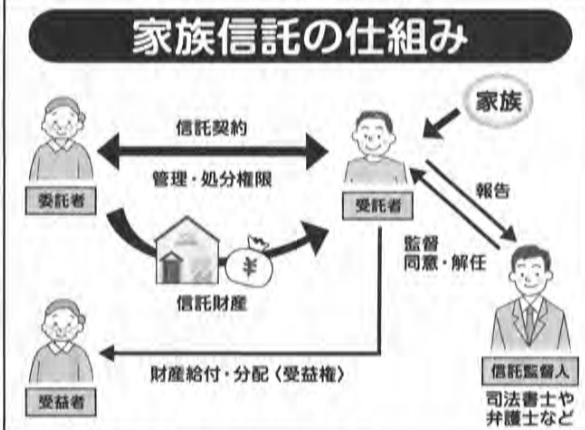 家族信託の仕組み
家族
信託契約
管理・処分権限
委託者
受託者
報告
監督
同意・解任
¥
信託財産
財産給付・分配〈受益権〉
受益者
信託監督人
司法書士や
弁護士など